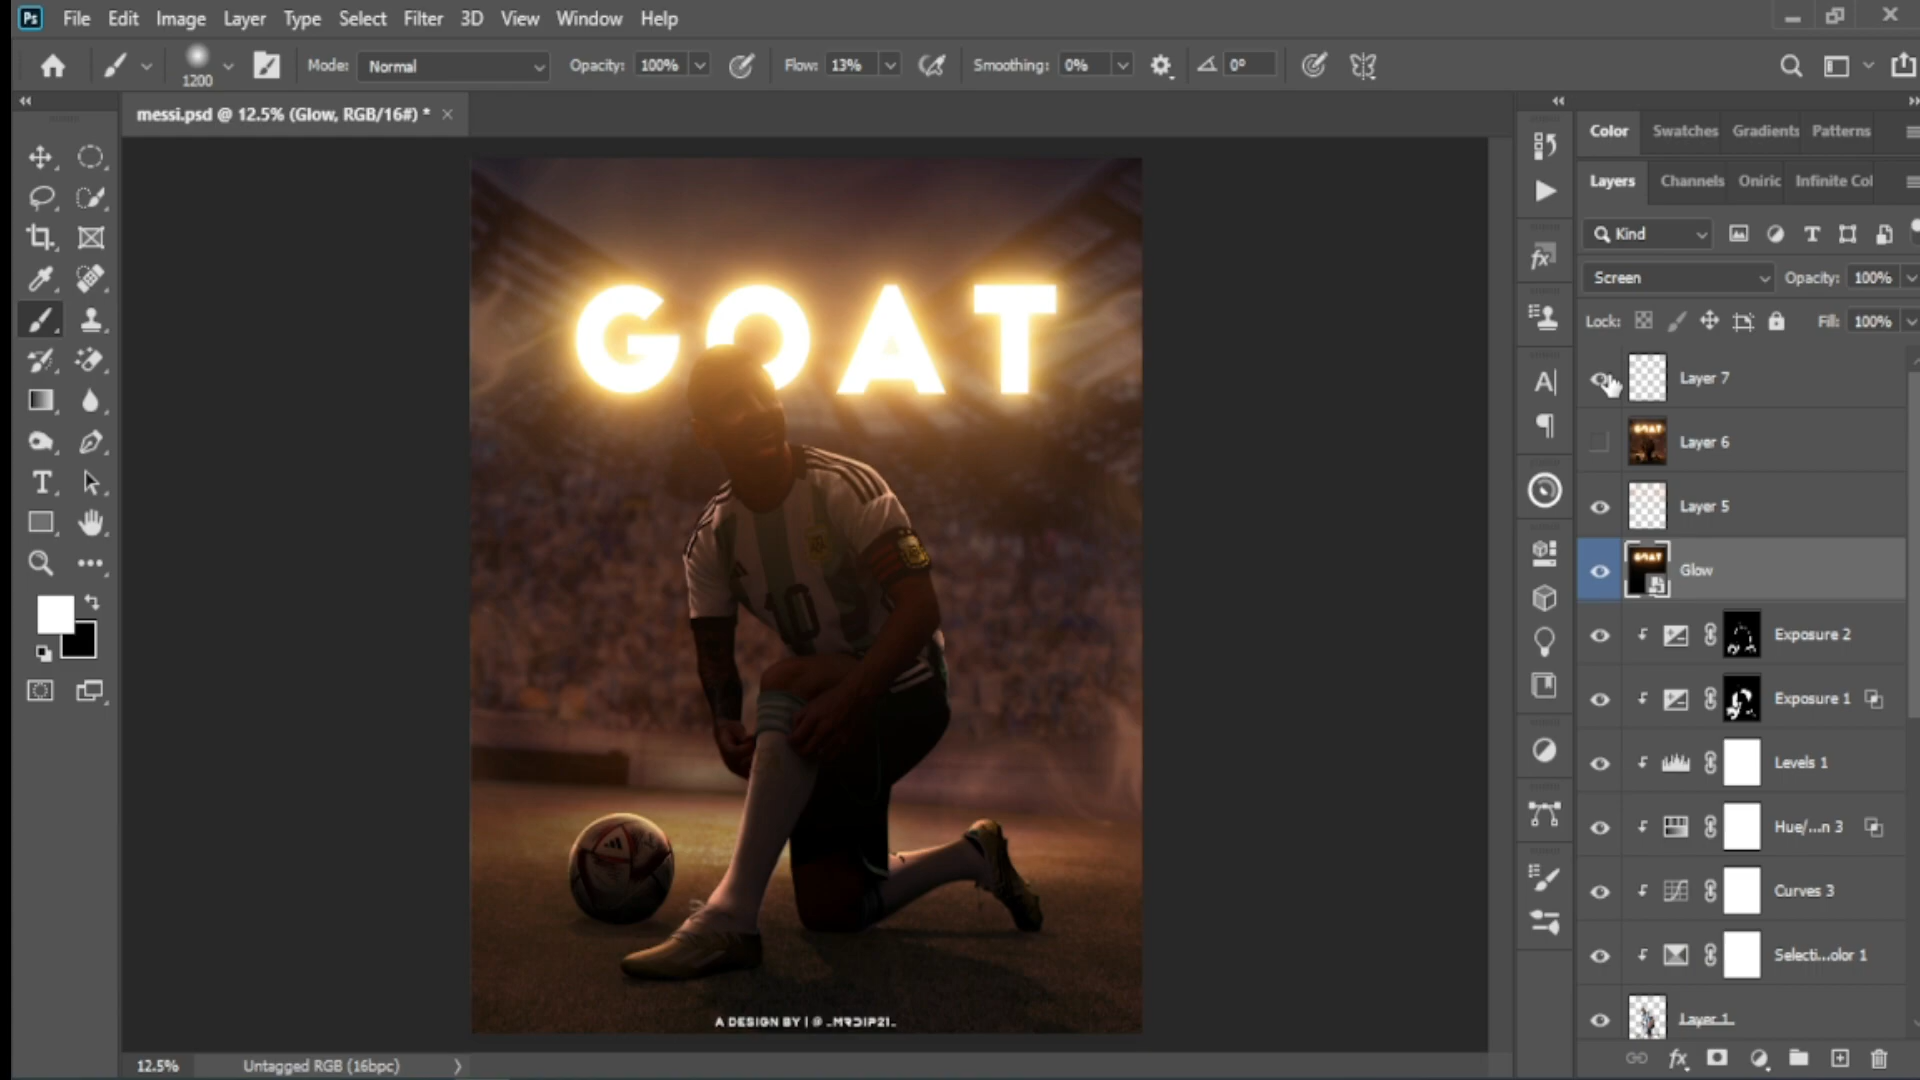 Ps File Edit Image Layer Type Select Filter 3D View Window Help
1200 Mode: Normal Opacity: 100% Flow: 13% Smoothing: 0% 0°
messi.psd @ 12.5% (Glow, RGB/16#) *
Color Swatches Gradients Patterns
Layers Channels Oniric Infinite Col
Kind
Screen Opacity: 100%
Lock: Fill: 100%
Layer 7
Layer 6
Layer 5
Glow
Exposure 2
Exposure 1
Levels 1
Hue/...n 3
Curves 3
Selecti...olor 1
Layer 1
GOAT
10
A DESIGN BY | @ _MRDIP21_
12.5% Untagged RGB (16bpc)